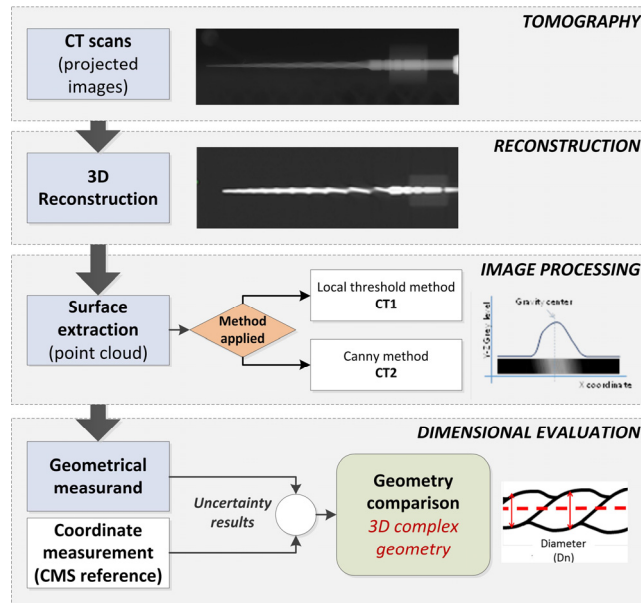 TOMOGRAPHY
CT scans
(projected
images)
RECONSTRUCTION
3D
Reconstruction
IMAGE PROCESSING
Surface
extraction
(point cloud)
Method
applied
Local threshold method
CT1
Canny method
CT2
Gravity center
Y-Z Grey level
X coordinate
DIMENSIONAL EVALUATION
Geometrical
measurand
Coordinate
measurement
(CMS reference)
Uncertainty
results
Geometry
comparison
3D complex
geometry
Diameter
(Dn)